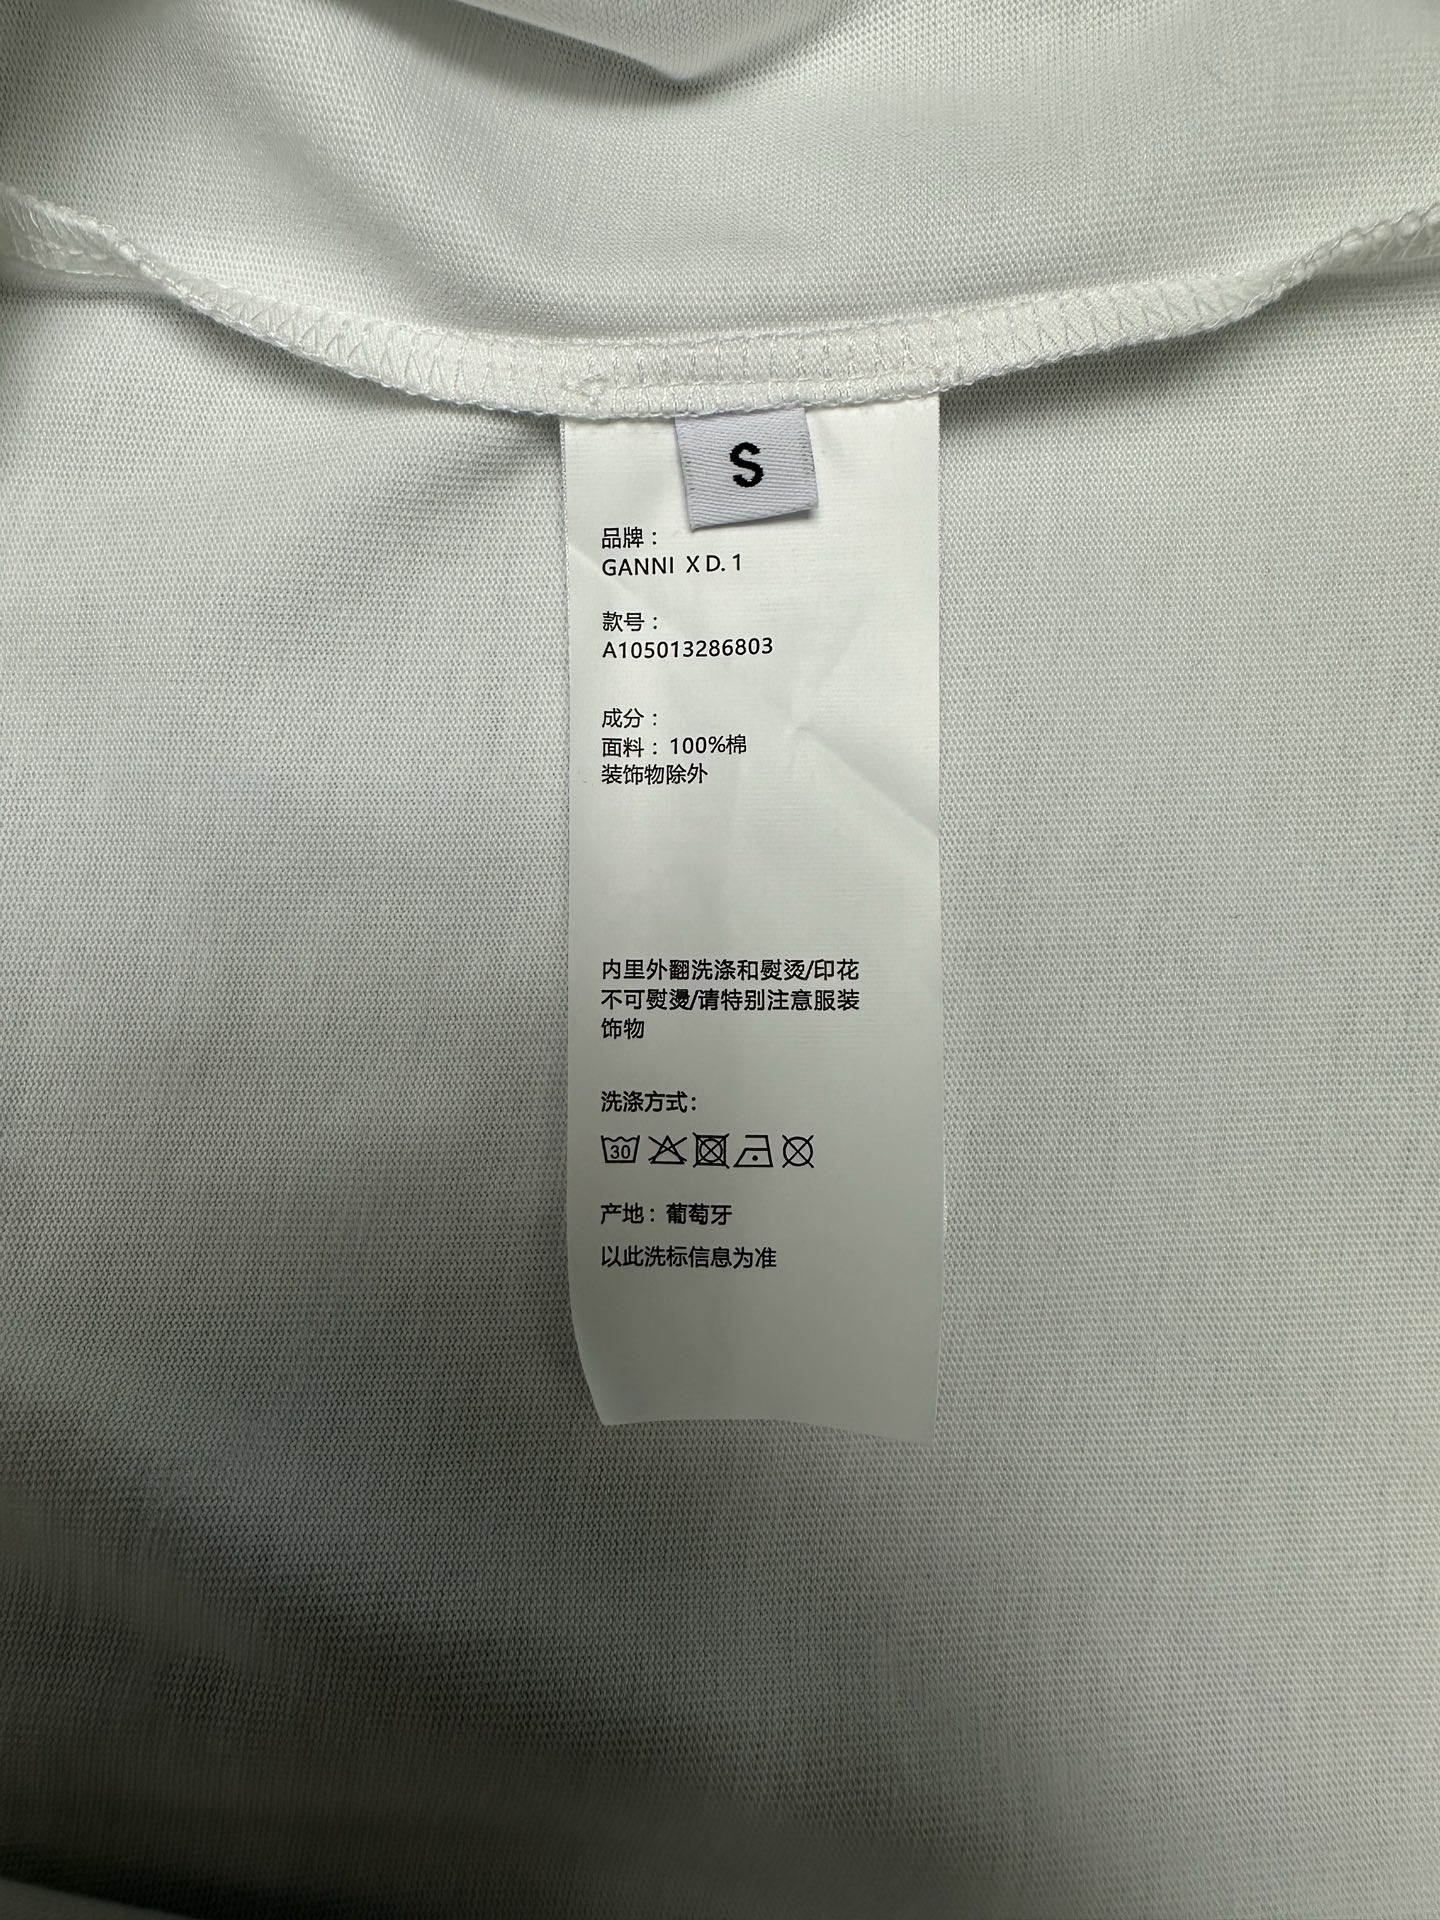 S
品牌：
GANNI X D. 1
款号：
A105013286803
成分：
面料：100%棉
装饰物除外
内里外翻洗涤和熨烫/印花
不可熨燙/请特别注意服装
饰物
洗涤方式：
30
产地：葡萄牙
以此洗标信息为准